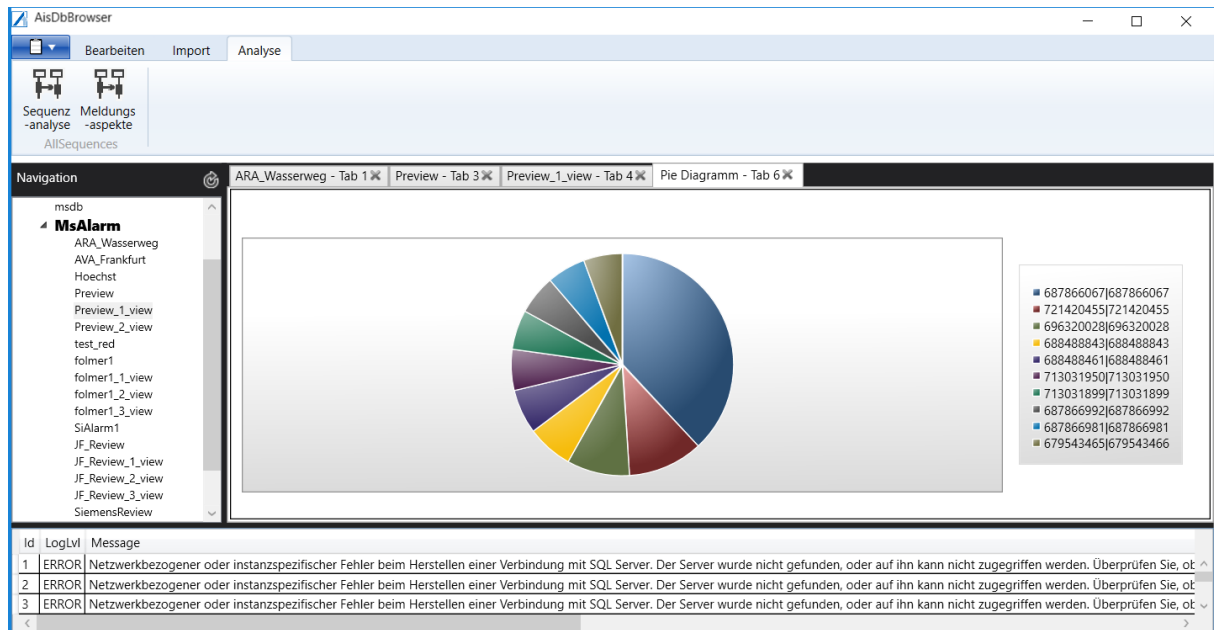 AisDbBrowser
Bearbeiten Import Analyse
Sequenz Meldungs
-analyse -aspekte
AllSequences
Navigation
ARA_Wasserweg - Tab 1 Preview - Tab 3 Preview_1_view - Tab 4 Pie Diagramm - Tab 6
msdb
MsAlarm
ARA_Wasserweg
AVA_Frankfurt
Hoechst
Preview
Preview_1_view
Preview_2_view
test_red
folmer1
folmer1_1_view
folmer1_2_view
folmer1_3_view
SiAlarm1
JF_Review
JF_Review_1_view
JF_Review_2_view
JF_Review_3_view
SiemensReview
687866067|687866067
721420455|721420455
696320028|696320028
688488843|688488843
688488461|688488461
713031950|713031950
713031899|713031899
687866992|687866992
687866981|687866981
679543465|679543466
Id LogLvl Message
1 ERROR Netzwerkbezogener oder instanzspezifischer Fehler beim Herstellen einer Verbindung mit SQL Server. Der Server wurde nicht gefunden, oder auf ihn kann nicht zugegriffen werden. Überprüfen Sie, ob
2 ERROR Netzwerkbezogener oder instanzspezifischer Fehler beim Herstellen einer Verbindung mit SQL Server. Der Server wurde nicht gefunden, oder auf ihn kann nicht zugegriffen werden. Überprüfen Sie, ob
3 ERROR Netzwerkbezogener oder instanzspezifischer Fehler beim Herstellen einer Verbindung mit SQL Server. Der Server wurde nicht gefunden, oder auf ihn kann nicht zugegriffen werden. Überprüfen Sie, ob